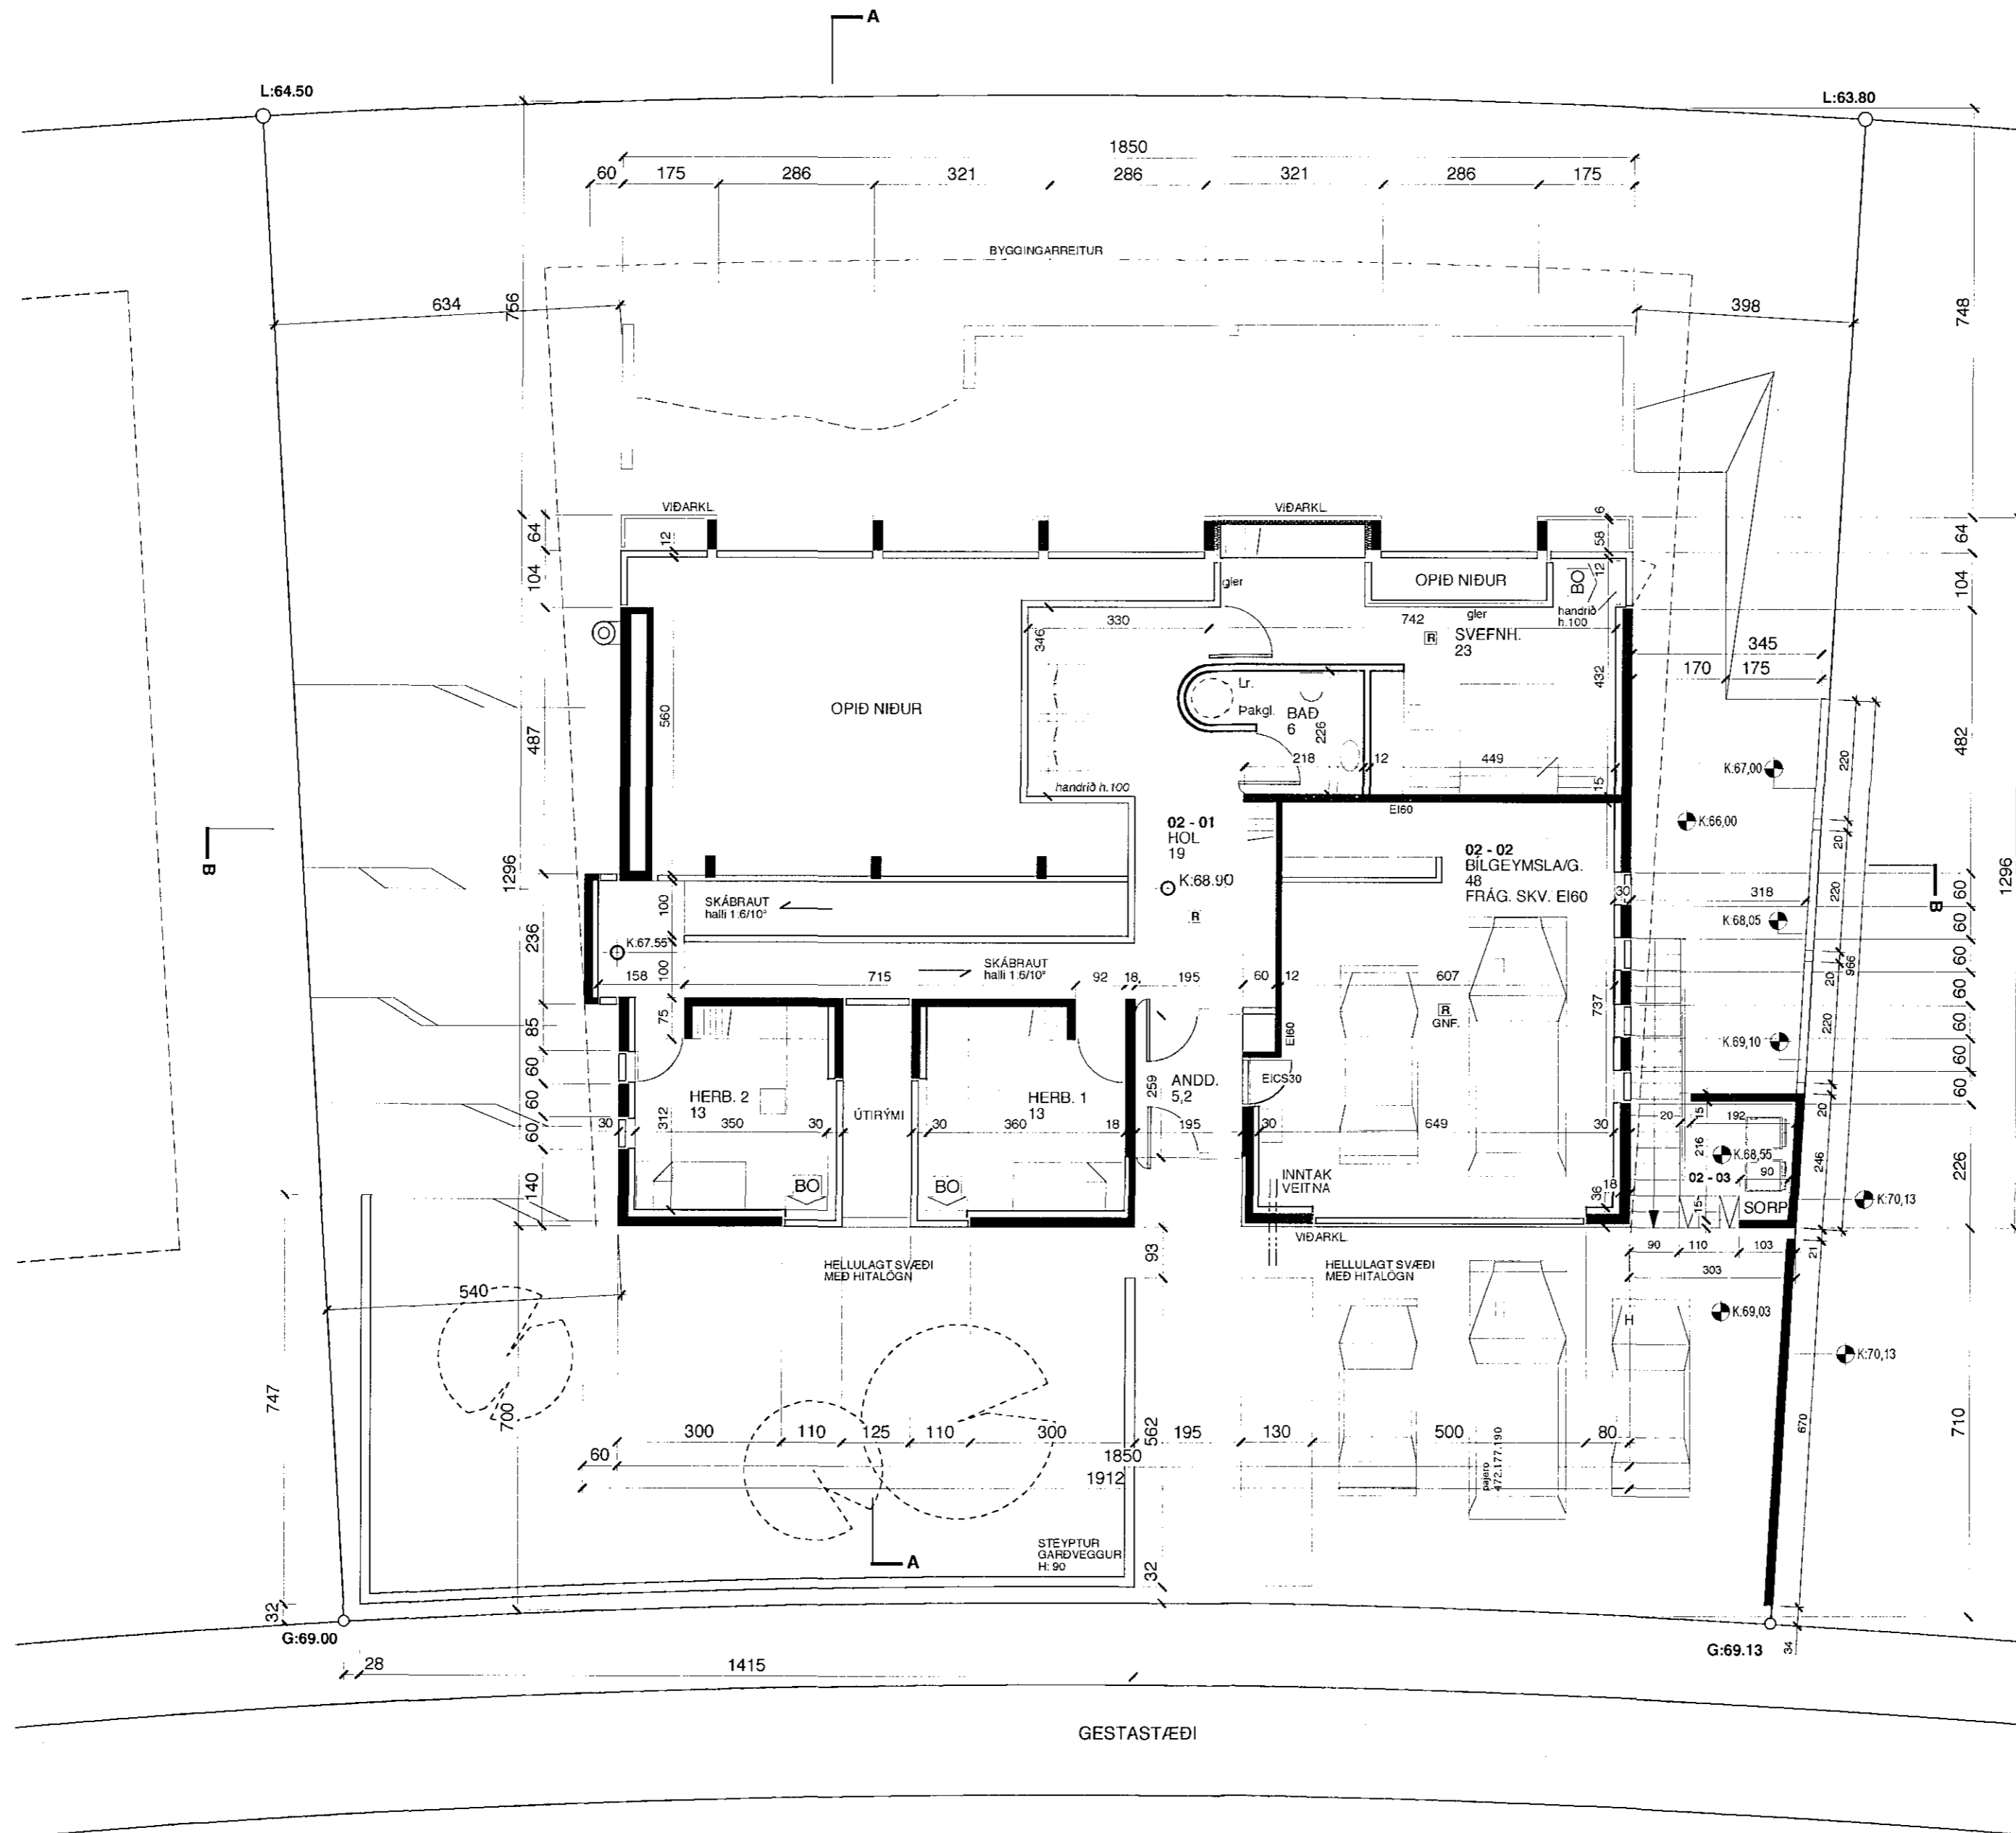 A
L:64.50
L:63.80
1850
60 175 286 321 286 321 286 175
BYGGINGARREITUR
634
756
398
748
VIÐARKL.
VIÐARKL.
64
12
6
58
12
64
104
104
OPIÐ NIÐUR
BO
gler
gler
handrið
h.100
330
742
346
R
SVEFNH.
23
345
170 175
432
482
487
560
OPIÐ NIÐUR
Lr.
Þakgl.
BAÐ
6
226
218
12
449
15
handrið h.100
EI60
K:67,00
K:66,00
220
20
B
1296
02 - 01
HOL
19
K:68.90
R
02 - 02
BÍLGEYMSLA/G.
48
FRÁG. SKV. EI60
30
318
B
1296
SKÁBRAUT
halli 1:6/10°
100
K:68,05
220
60
60
60
60
60
60
60
236
K:67.55
100
SKÁBRAUT
halli 1:6/10°
158
715
92 18 195
60 12
607
20
966
75
R
GNF.
737
K:69,10
220
85
EI60
60
60
60
HERB. 2
13
HERB. 1
13
ANDD.
5,2
259
EICS30
ÚTIRÝMI
30
312
350
30
30
360
18
195
30
649
30
20
15
192
20
216
K:68,55
90
246
226
02 - 03
SORP
K:70,13
140
BO
BO
INNTAK
VEITNA
36
18
15
VIÐARKL.
90 110 103
21
303
HELLULAGT SVÆÐI
MEÐ HITALÖGN
93
HELLULAGT SVÆÐI
MEÐ HITALÖGN
540
H
K:69,03
K:70,13
747
700
562
670
710
300 110 125 110 300
195 130 500 80
60
1850
1912
pajero
472.177.190
A
STEYPTUR
GARÐVEGGUR
H: 90
32
32
G:69.00
G:69.13
34
28
1415
GESTASTÆÐI